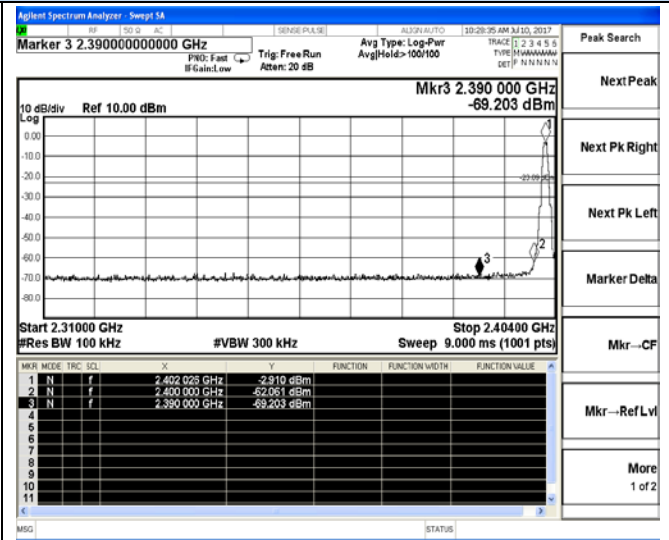 Agilent Spectrum Analyzer - Swept SA
RF 50 Ω AC SENSE:PULSE ALIGN AUTO 10:29:35 AM Jul 10, 2017
Marker 3 2.390000000000 GHz
PNO: Fast
IFGain:Low
Trig: Free Run
Atten: 20 dB
Avg Type: Log-Pwr
Avg|Hold:>100/100
TRACE 1 2 3 4 5 6
TYPE M
DET P N N N N N
Mkr3 2.390 000 GHz
-69.203 dBm
10 dB/div Ref 10.00 dBm
Log
0.00
-10.0
-20.0
-30.0
-40.0
-50.0
-60.0
-70.0
-80.0
1
2
3
Start 2.31000 GHz Stop 2.40400 GHz
#Res BW 100 kHz #VBW 300 kHz Sweep 9.000 ms (1001 pts)
MKR MODE TRC SCL X Y FUNCTION FUNCTION WIDTH FUNCTION VALUE
1 N f 2.402 025 GHz -2.910 dBm
2 N f 2.400 000 GHz -62.061 dBm
3 N f 2.390 000 GHz -69.203 dBm
4
5
6
7
8
9
10
11
MSG STATUS
Peak Search
Next Peak
Next Pk Right
Next Pk Left
Marker Delta
Mkr→CF
Mkr→Ref Lvl
More
1 of 2